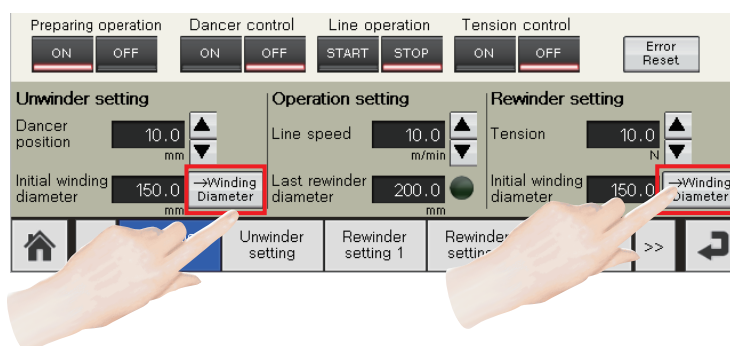 Preparing operation Dancer control Line operation Tension control
ON OFF ON OFF START STOP ON OFF Error
Reset
Unwinder setting Operation setting Rewinder setting
Dancer
position 10.0 mm
Line speed 10.0 m/min
Tension 10.0 N
Initial winding
diameter 150.0 mm
→Winding
Diameter
Last rewinder
diameter 200.0 mm
Initial winding
diameter 150.0
→Winding
Diameter
Unwinder
setting
Rewinder
setting 1
Rewinder
setting
>>